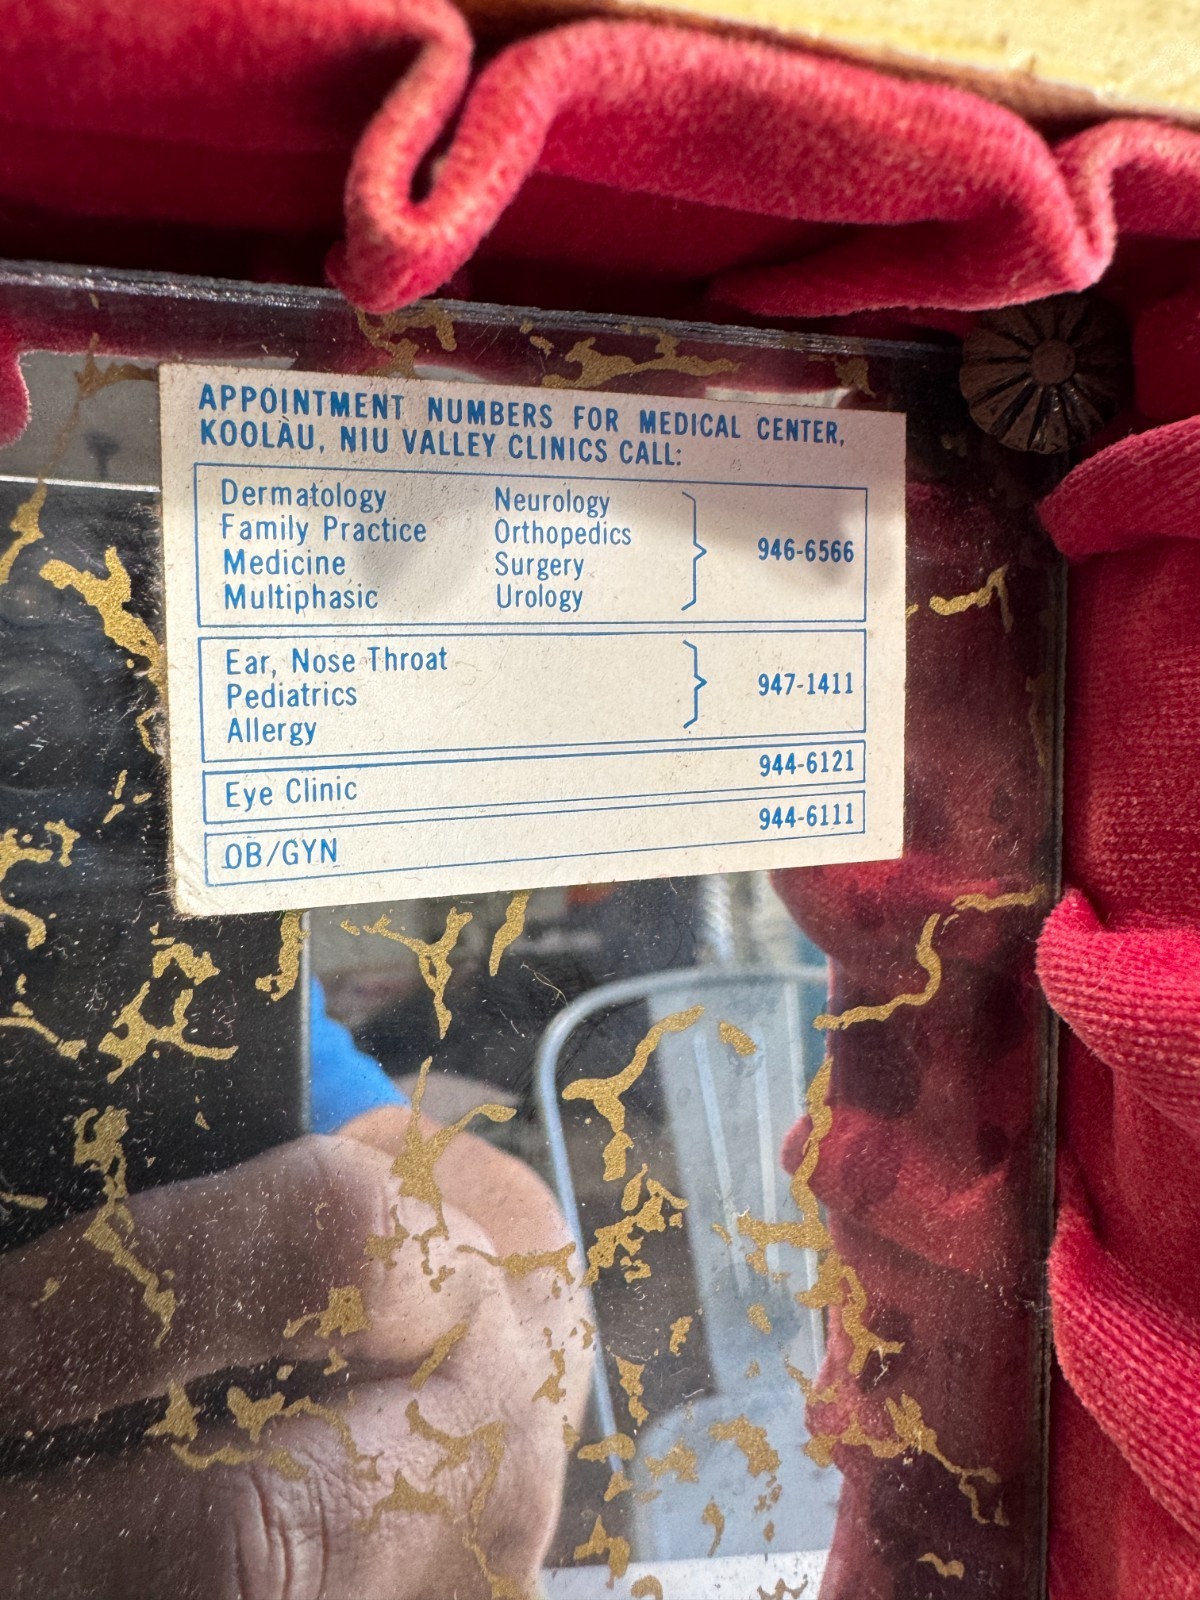 APPOINTMENT NUMBERS FOR MEDICAL CENTER,
KOOLÀU, NIU VALLEY CLINICS CALL:
Dermatology Neurology
Family Practice Orthopedics
946-6566
Medicine Surgery
Multiphasic Urology
Ear, Nose Throat
Pediatrics 947-1411
Allergy
Eye Clinic 944-6121
OB/GYN 944-6111